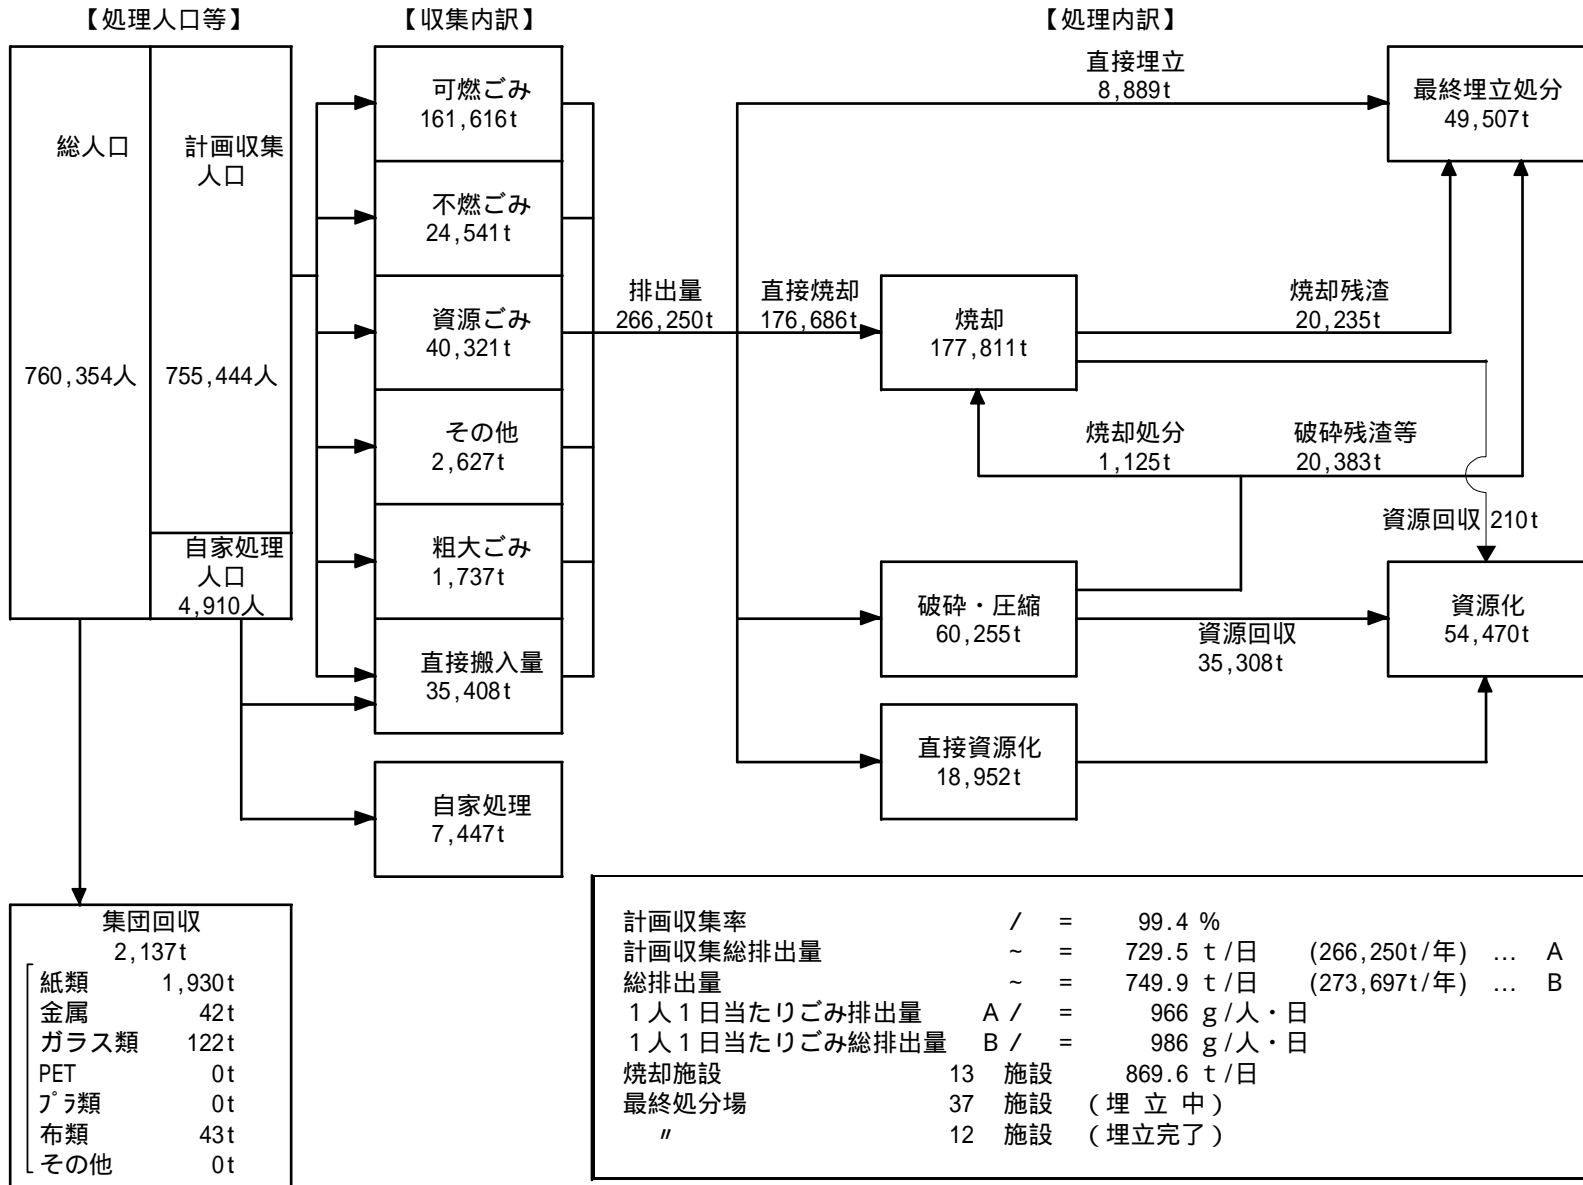 【処理人口等】
【収集内訳】
【処理内訳】
総人口
760,354人
計画収集
人口
755,444人
自家処理
人口
4,910人
可燃ごみ
161,616t
不燃ごみ
24,541t
資源ごみ
40,321t
その他
2,627t
粗大ごみ
1,737t
直接搬入量
35,408t
自家処理
7,447t
排出量
266,250t
直接埋立
8,889t
最終埋立処分
49,507t
直接焼却
176,686t
焼却
177,811t
焼却残渣
20,235t
焼却処分
1,125t
破砕残渣等
20,383t
資源回収 210t
破砕・圧縮
60,255t
資源回収
35,308t
資源化
54,470t
直接資源化
18,952t
集団回収
2,137t
紙類 1,930t
金属 42t
ガラス類 122t
PET 0t
プラ類 0t
布類 43t
その他 0t
計画収集率 / = 99.4 %
計画収集総排出量 ~ = 729.5 t/日 (266,250t/年) … A
総排出量 ~ = 749.9 t/日 (273,697t/年) … B
1人1日当たりごみ排出量 A / = 966 g/人・日
1人1日当たりごみ総排出量 B / = 986 g/人・日
焼却施設 13 施設 869.6 t/日
最終処分場 37 施設 (埋 立 中)
〃 12 施設 (埋立完了)